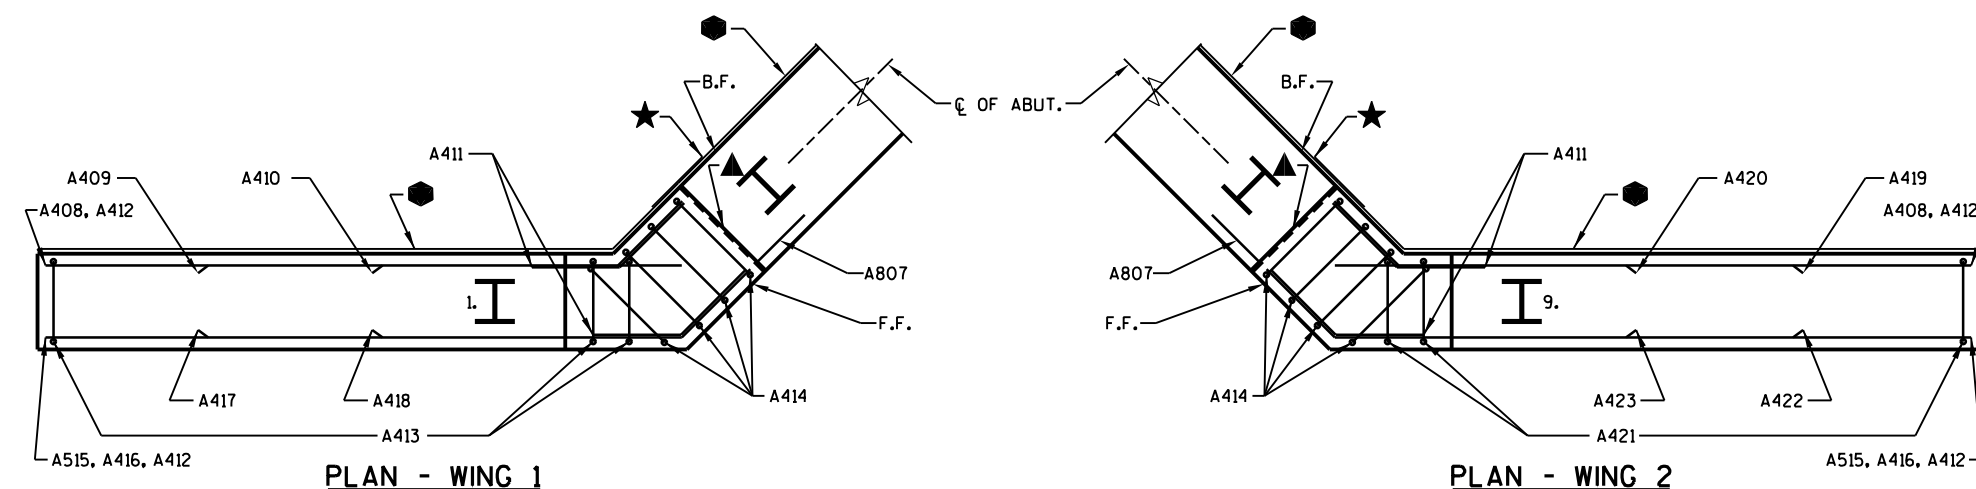 B.F.
℄ OF ABUT.
A411
A409
A410
A408, A412
1.
A807
F.F.
A417
A418
A414
A413
A515, A416, A412
PLAN - WING 1
B.F.
A411
A420
A419
A408, A412
A807
9.
F.F.
A414
A423
A422
A421
A515, A416, A412
PLAN - WING 2